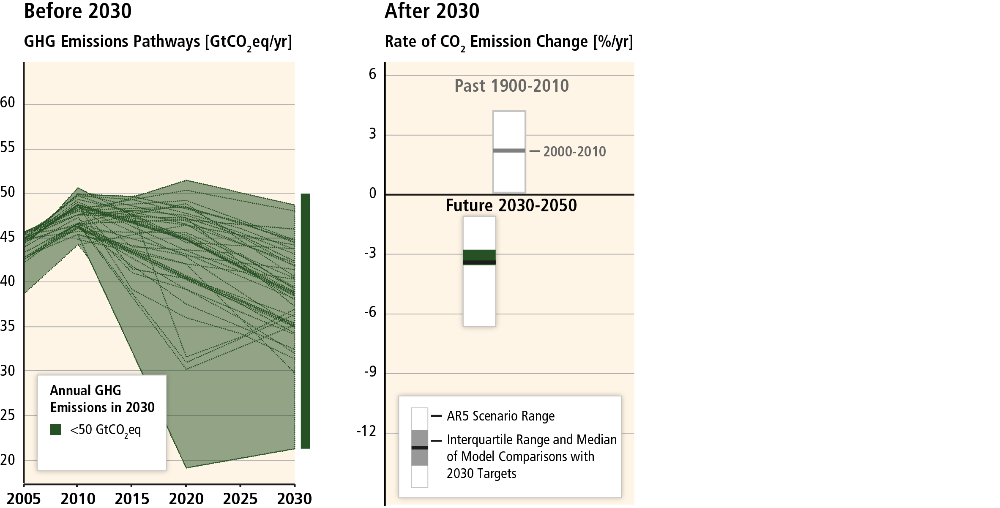 Before 2030
GHG Emissions Pathways [GtCO₂eq/yr]
60
55
50
45
40
35
30
25
20
Annual GHG
Emissions in 2030
<50 GtCO₂eq
2005 2010 2015 2020 2025 2030
After 2030
Rate of CO₂ Emission Change [%/yr]
6
Past 1900-2010
3
2000-2010
0
Future 2030-2050
-3
-6
-9
-12
AR5 Scenario Range
Interquartile Range and Median
of Model Comparisons with
2030 Targets